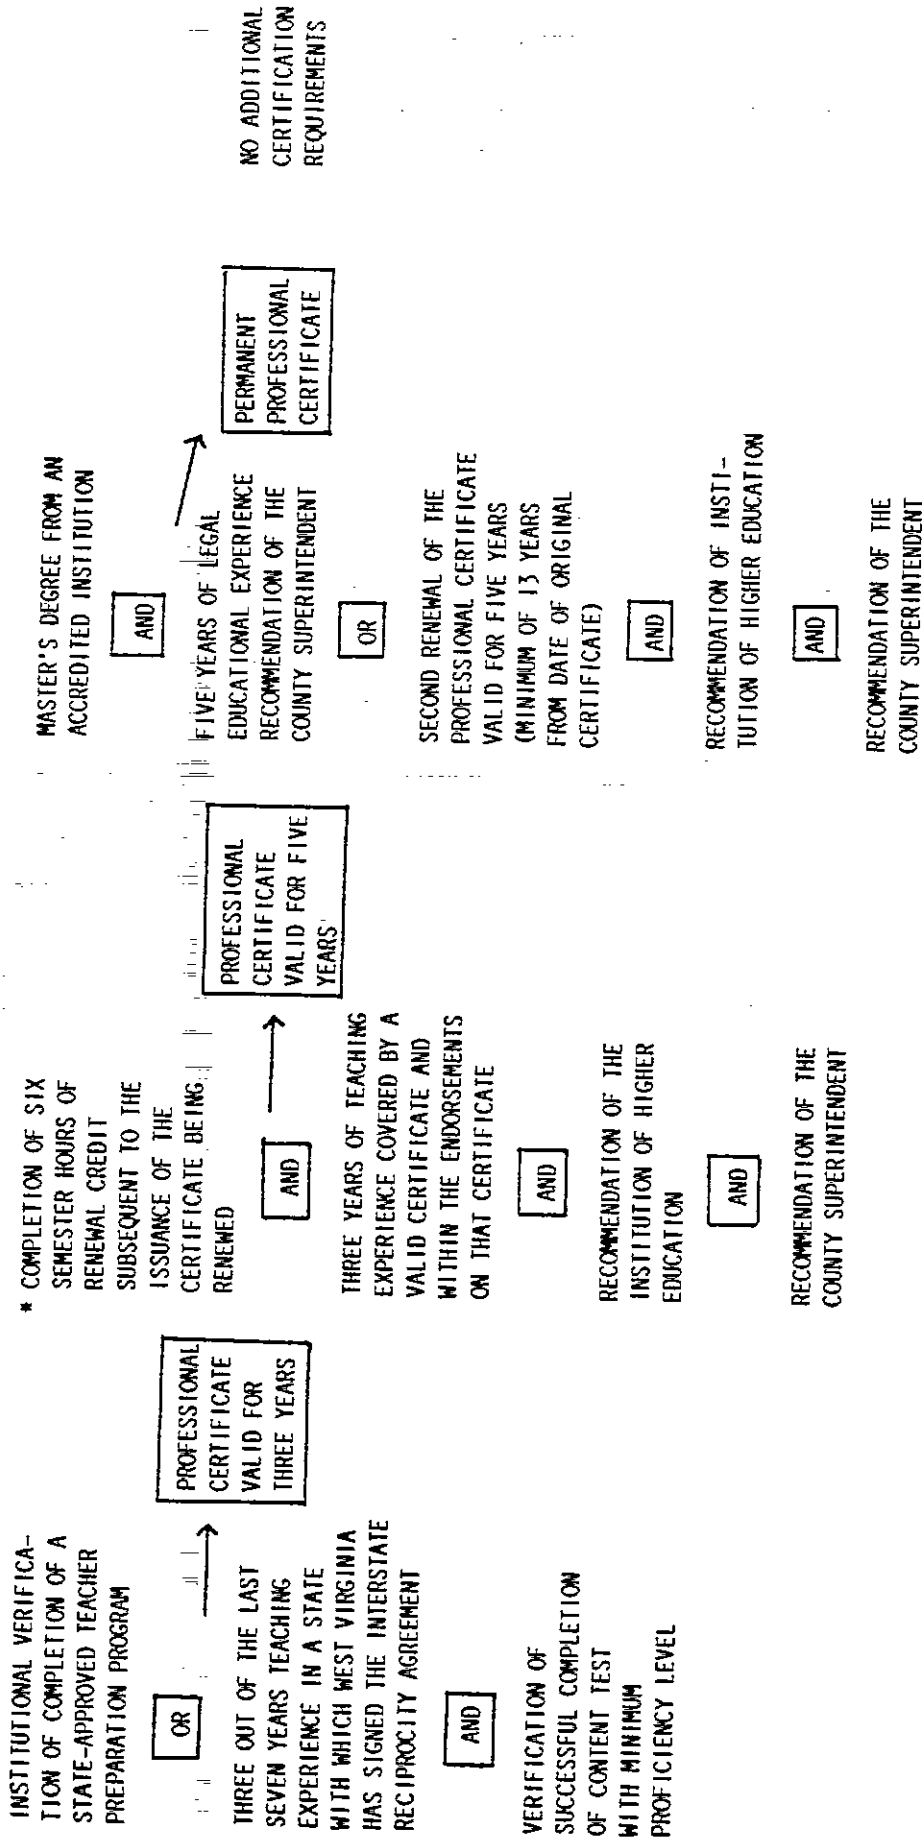 INSTITUTIONAL VERIFICA-
TION OF COMPLETION OF A
STATE-APPROVED TEACHER
PREPARATION PROGRAM
OR
THREE OUT OF THE LAST
SEVEN YEARS TEACHING
EXPERIENCE IN A STATE
WITH WHICH WEST VIRGINIA
HAS SIGNED THE INTERSTATE
RECIPROCITY AGREEMENT
AND
VERIFICATION OF
SUCCESSFUL COMPLETION
OF CONTENT TEST
WITH MINIMUM
PROFICIENCY LEVEL
PROFESSIONAL
CERTIFICATE
VALID FOR
THREE YEARS
* COMPLETION OF SIX
SEMESTER HOURS OF
RENEWAL CREDIT
SUBSEQUENT TO THE
ISSUANCE OF THE
CERTIFICATE BEING
RENEWED
AND
THREE YEARS OF TEACHING
EXPERIENCE COVERED BY A
VALID CERTIFICATE AND
WITHIN THE ENDORSEMENTS
ON THAT CERTIFICATE
AND
RECOMMENDATION OF THE
INSTITUTION OF HIGHER
EDUCATION
AND
RECOMMENDATION OF THE
COUNTY SUPERINTENDENT
PROFESSIONAL
CERTIFICATE
VALID FOR FIVE
YEARS
MASTER'S DEGREE FROM AN
ACCREDITED INSTITUTION
AND
FIVE YEARS OF LEGAL
EDUCATIONAL EXPERIENCE
RECOMMENDATION OF THE
COUNTY SUPERINTENDENT
OR
SECOND RENEWAL OF THE
PROFESSIONAL CERTIFICATE
VALID FOR FIVE YEARS
(MINIMUM OF 13 YEARS
FROM DATE OF ORIGINAL
CERTIFICATE)
AND
RECOMMENDATION OF INSTI-
TUTION OF HIGHER EDUCATION
AND
RECOMMENDATION OF THE
COUNTY SUPERINTENDENT
PERMANENT
PROFESSIONAL
CERTIFICATE
NO ADDITIONAL
CERTIFICATION
REQUIREMENTS